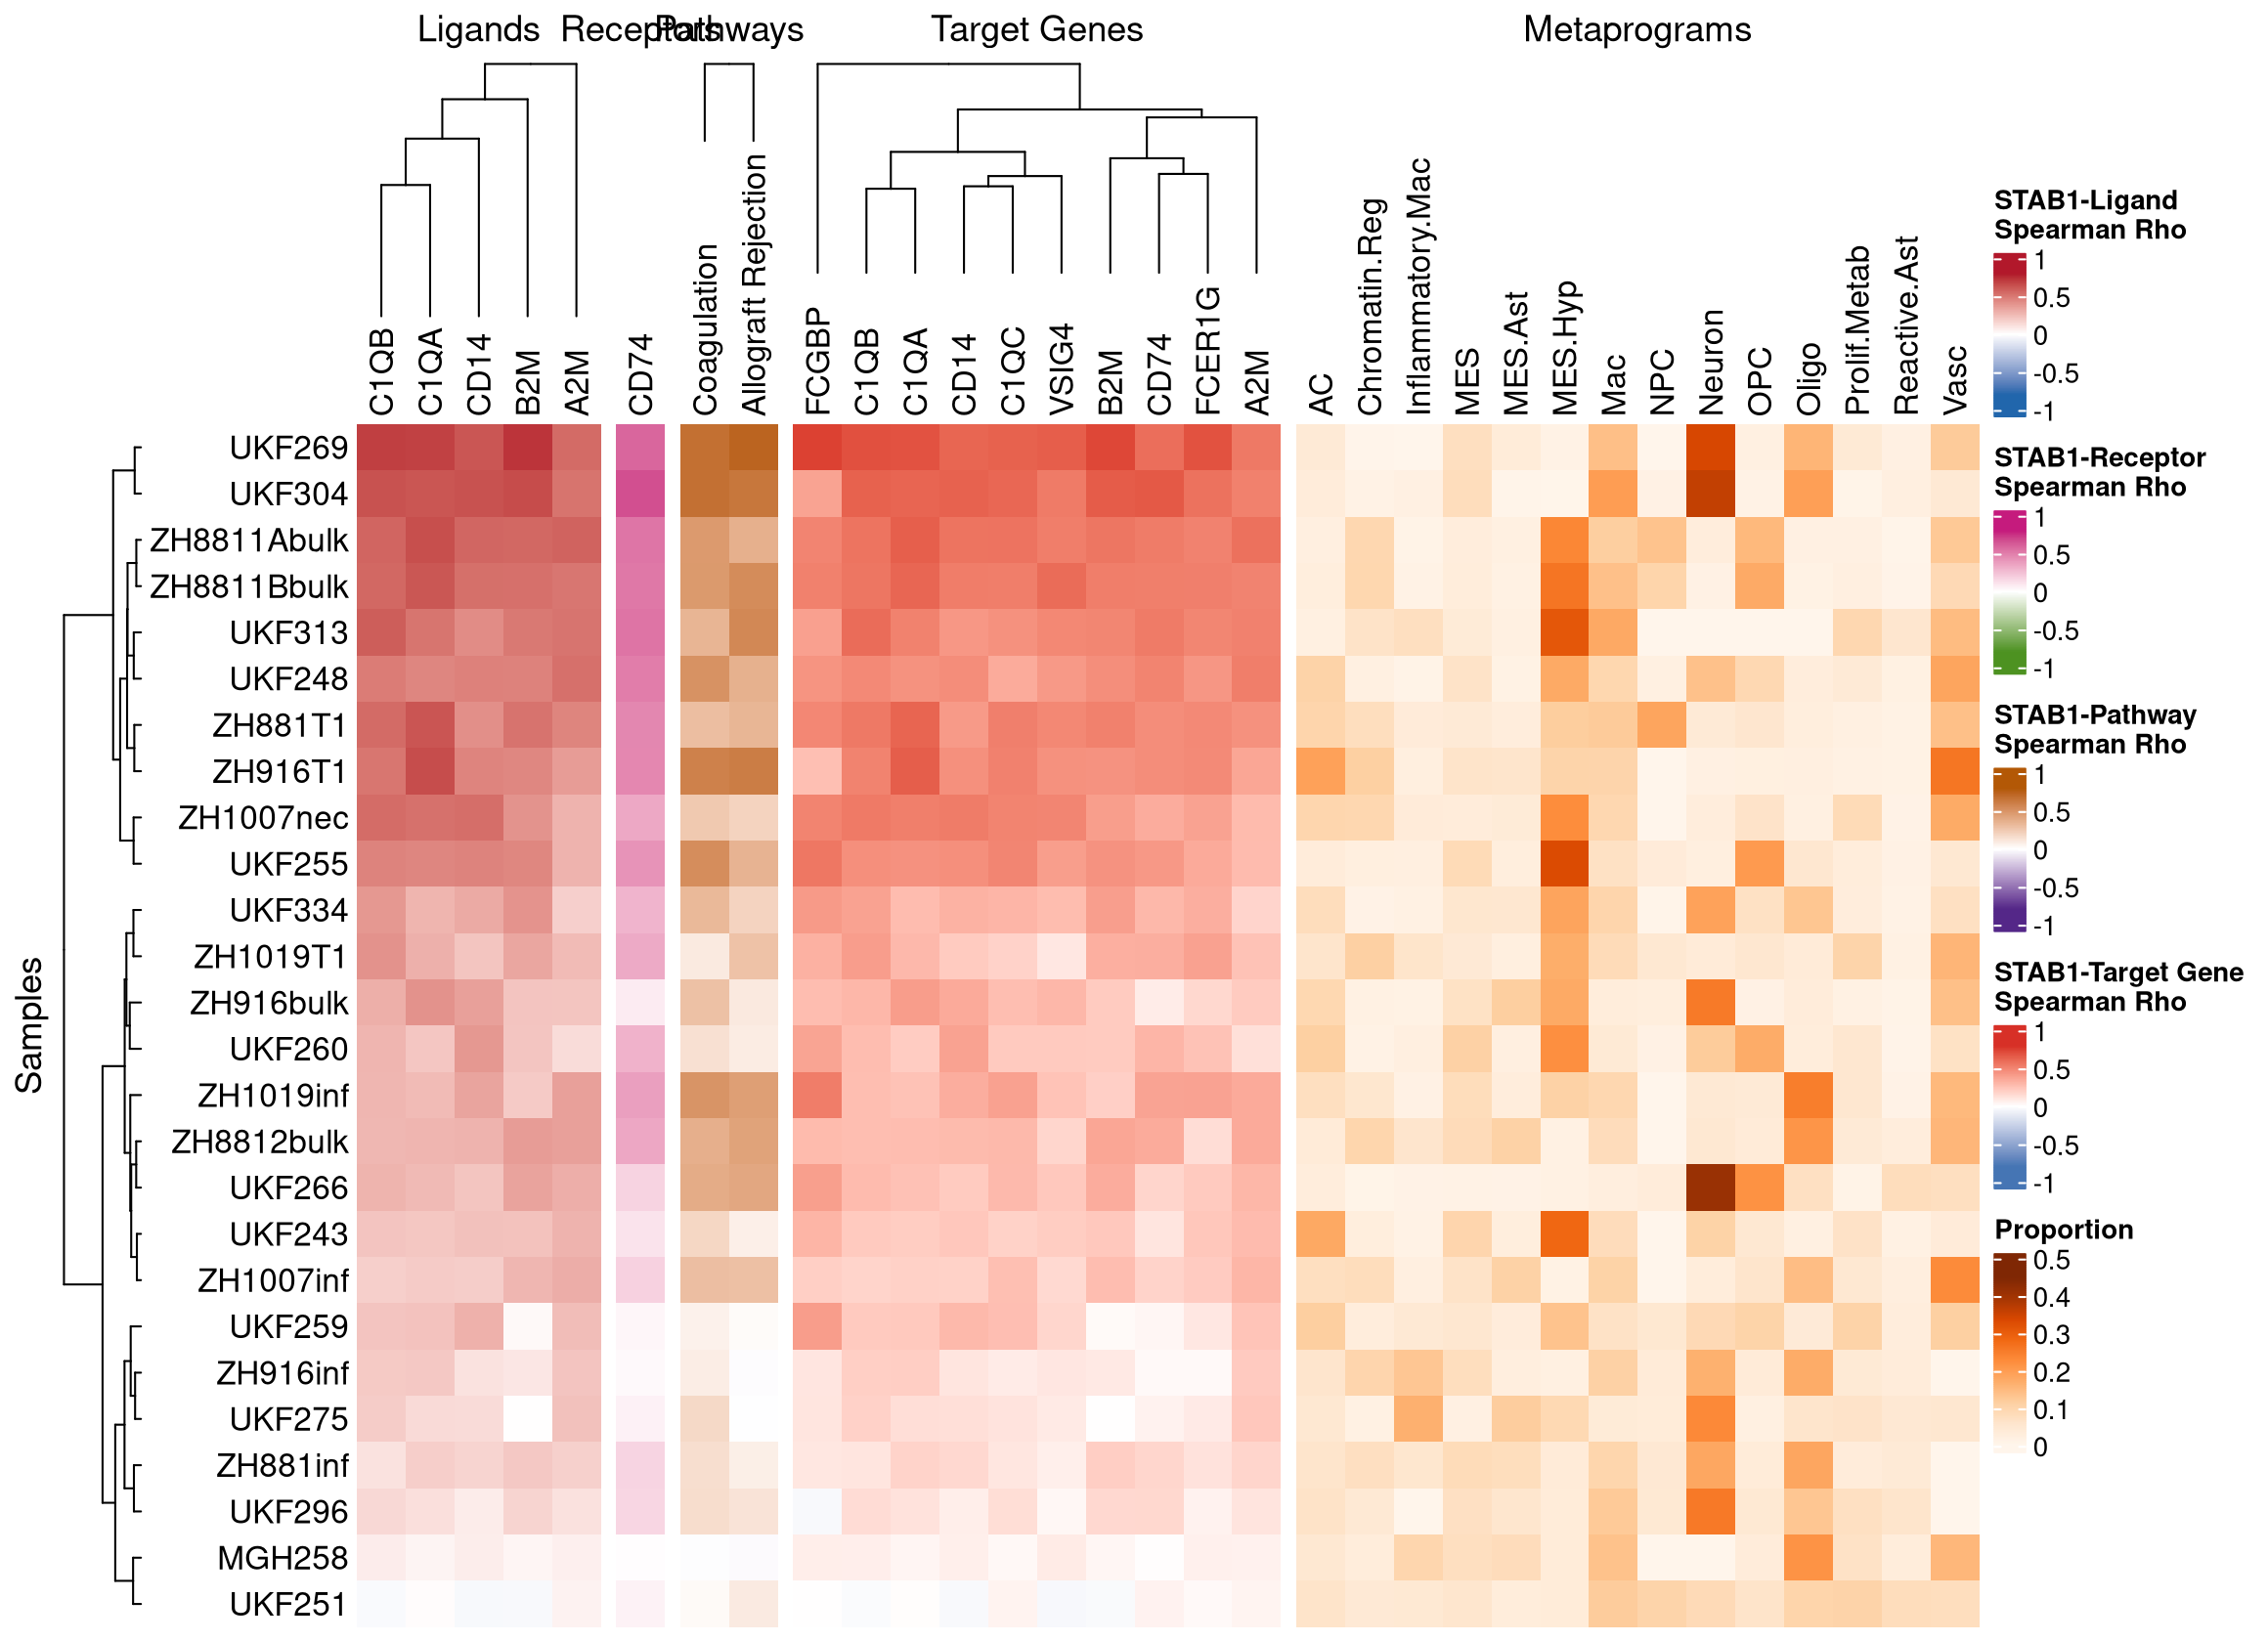 Ligands Receptors Pathways Target Genes Metaprograms
C1QB C1QA CD14 B2M A2M CD74 Coagulation Allograft Rejection FCGBP C1QB C1QA CD14 C1QC VSIG4 B2M CD74 FCER1G A2M AC Chromatin.Reg Inflammatory.Mac MES MES.Ast MES.Hyp Mac NPC Neuron OPC Oligo Prolif.Metab Reactive.Ast Vasc
Samples
UKF269
UKF304
ZH8811Abulk
ZH8811Bbulk
UKF313
UKF248
ZH881T1
ZH916T1
ZH1007nec
UKF255
UKF334
ZH1019T1
ZH916bulk
UKF260
ZH1019inf
ZH8812bulk
UKF266
UKF243
ZH1007inf
UKF259
ZH916inf
UKF275
ZH881inf
UKF296
MGH258
UKF251
STAB1-Ligand
Spearman Rho
1
0.5
0
-0.5
-1
STAB1-Receptor
Spearman Rho
1
0.5
0
-0.5
-1
STAB1-Pathway
Spearman Rho
1
0.5
0
-0.5
-1
STAB1-Target Gene
Spearman Rho
1
0.5
0
-0.5
-1
Proportion
0.5
0.4
0.3
0.2
0.1
0